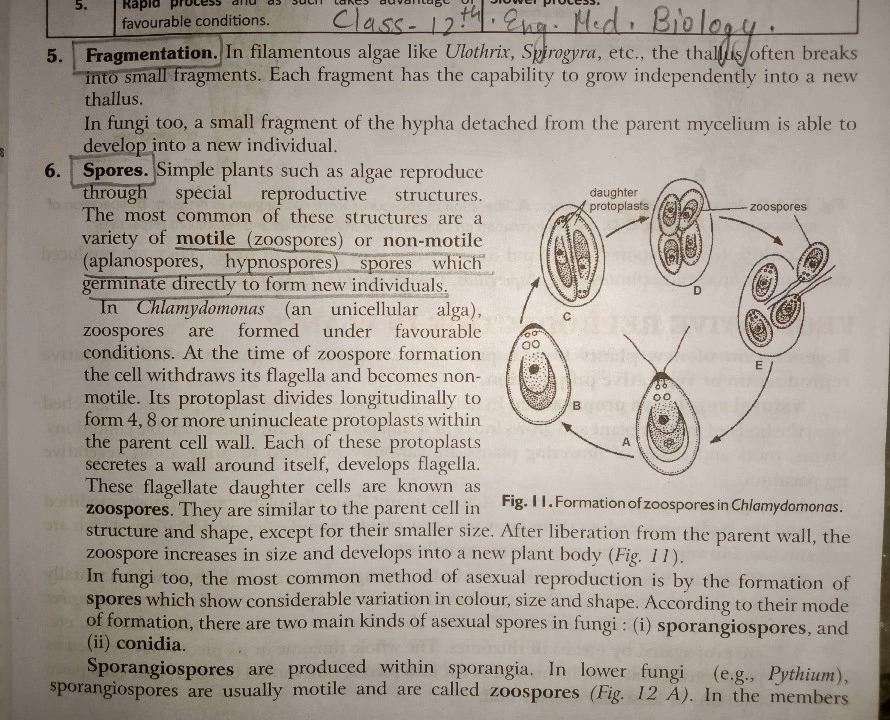 5. Rapid process and as such takes advantage of slower process.
favourable conditions.
Class - 12th. Eng. Med. Biology.
5. Fragmentation. In filamentous algae like Ulothrix, Spirogyra, etc., the thallus often breaks
into small fragments. Each fragment has the capability to grow independently into a new
thallus.
In fungi too, a small fragment of the hypha detached from the parent mycelium is able to
develop into a new individual.
6. Spores. Simple plants such as algae reproduce
through special reproductive structures.
The most common of these structures are a
variety of motile (zoospores) or non-motile
(aplanospores, hypnospores) spores which
germinate directly to form new individuals.
In Chlamydomonas (an unicellular alga),
zoospores are formed under favourable
conditions. At the time of zoospore formation
the cell withdraws its flagella and becomes non-
motile. Its protoplast divides longitudinally to
form 4, 8 or more uninucleate protoplasts within
the parent cell wall. Each of these protoplasts
secretes a wall around itself, develops flagella.
These flagellate daughter cells are known as
zoospores. They are similar to the parent cell in
structure and shape, except for their smaller size. After liberation from the parent wall, the
zoospore increases in size and develops into a new plant body (Fig. 11).
daughter
protoplasts
zoospores
C
D
E
B
A
Fig. 11. Formation of zoospores in Chlamydomonas.
In fungi too, the most common method of asexual reproduction is by the formation of
spores which show considerable variation in colour, size and shape. According to their mode
of formation, there are two main kinds of asexual spores in fungi : (i) sporangiospores, and
(ii) conidia.
Sporangiospores are produced within sporangia. In lower fungi (e.g., Pythium),
sporangiospores are usually motile and are called zoospores (Fig. 12 A). In the members